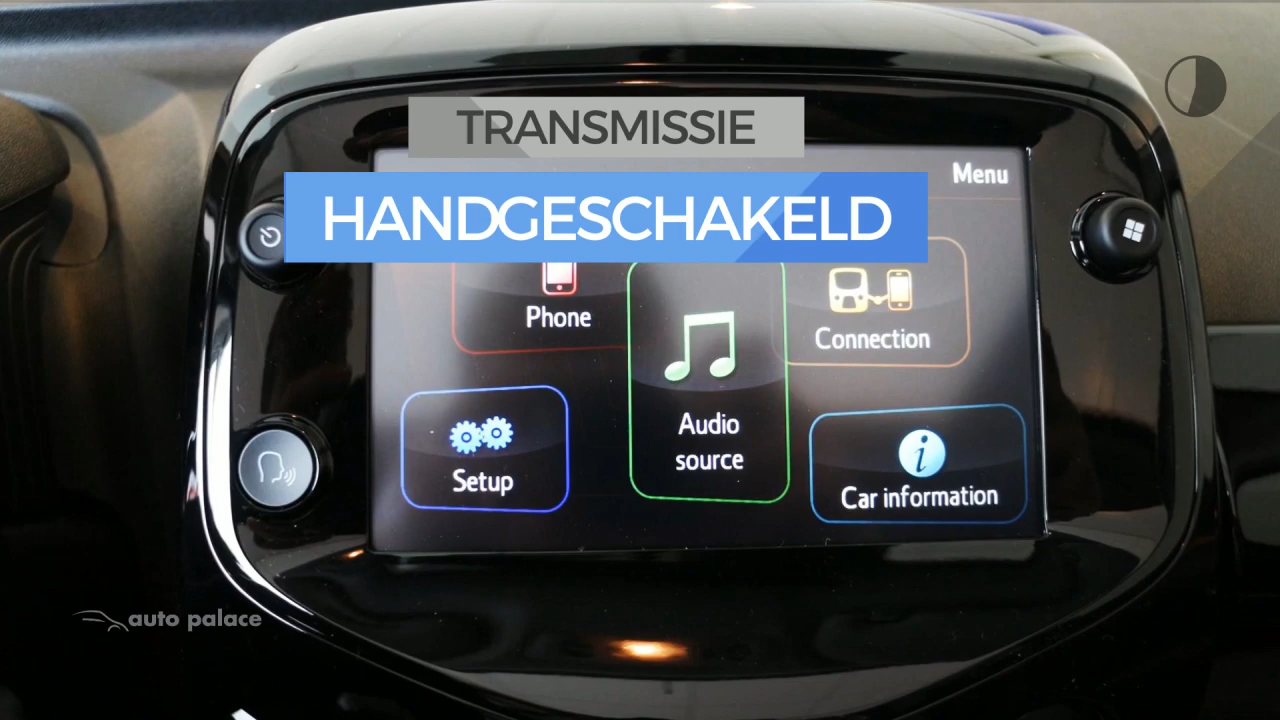 TRANSMISSIE
Menu
HANDGESCHAKELD
Phone
Connection
Audio
source
Setup
Car information
auto palace